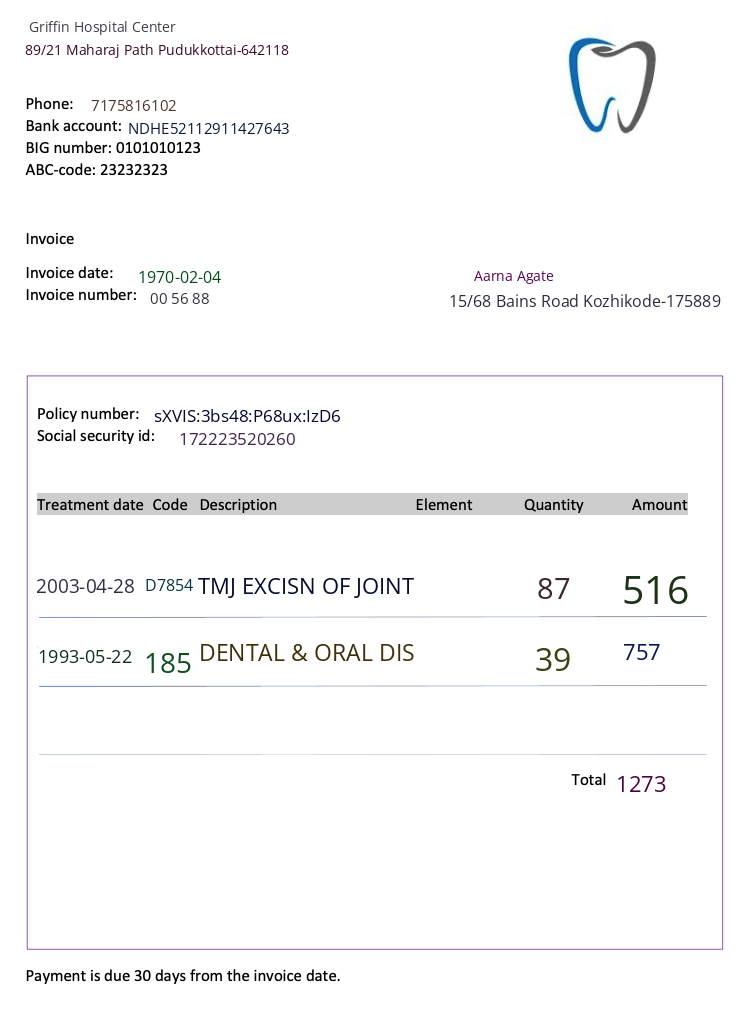 Griffin Hospital Center
89/21 Maharaj Path Pudukkottai-642118
Phone: 7175816102
Bank account: NDHE52112911427643
BIG number: 0101010123
ABC-code: 23232323
Invoice
Invoice date: 1970-02-04
Invoice number: 00 56 88
Aarna Agate
15/68 Bains Road Kozhikode-175889
Policy number: sXVIS:3bs48:P68ux:IzD6
Social security id: 172223520260
Treatment date Code Description Element Quantity Amount
2003-04-28 D7854 TMJ EXCISN OF JOINT 87 516
1993-05-22 185 DENTAL & ORAL DIS 39 757
Total 1273
Payment is due 30 days from the invoice date.